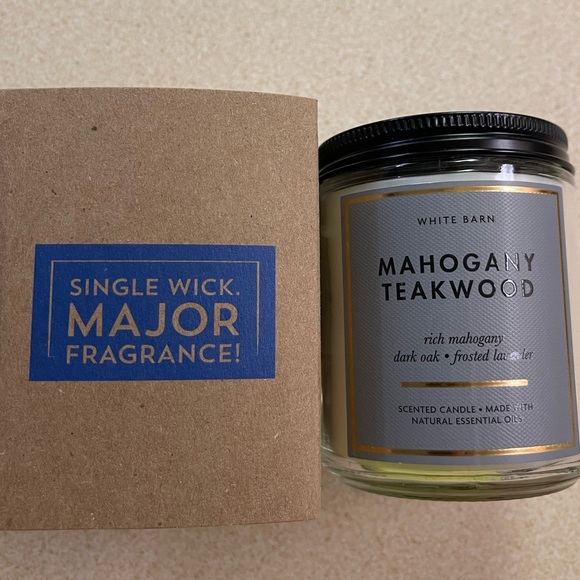 SINGLE WICK.
MAJOR
FRAGRANCE!
WHITE BARN
MAHOGANY
TEAKWOOD
rich mahogany
dark oak • frosted lavender
SCENTED CANDLE • MADE WITH
NATURAL ESSENTIAL OILS